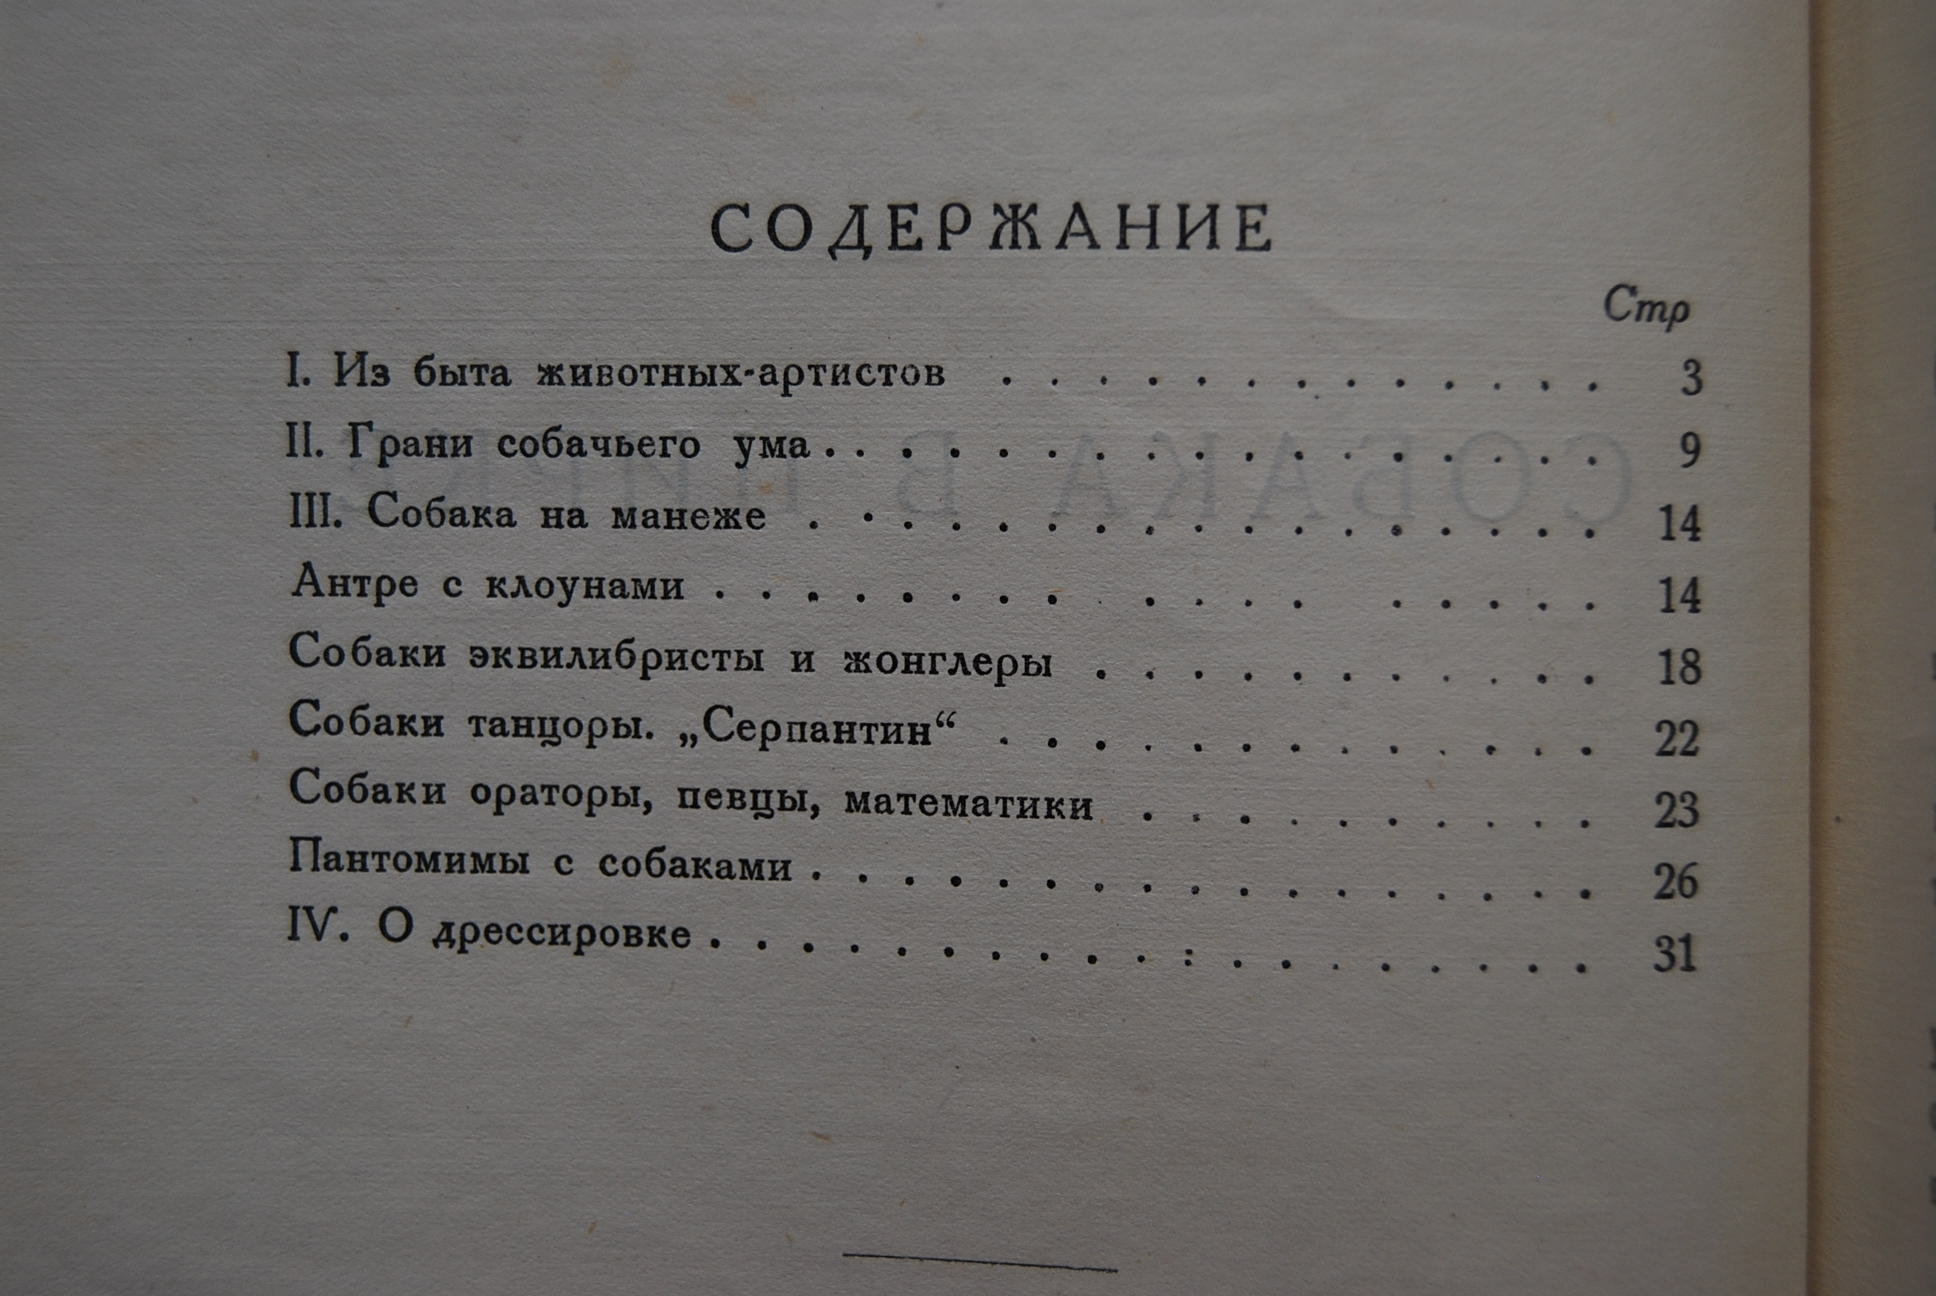 СОДЕРЖАНИЕ
Стр
I. Из быта животных-артистов . . . . . . . . . . . . . 3
II. Грани собачьего ума . . . . . . . . . . . . . . . . . 9
III. Собака на манеже . . . . . . . . . . . . . . . . . 14
Антре с клоунами . . . . . . . . . . . . . . . . . 14
Собаки эквилибристы и жонглеры . . . . . . . . . . . 18
Собаки танцоры. „Серпантин“ . . . . . . . . . . . . . 22
Собаки ораторы, певцы, математики . . . . . . . . . . 23
Пантомимы с собаками . . . . . . . . . . . . . . . . . 26
IV. О дрессировке . . . . . . . . . . : . . . . . . . . 31
СОБАКА В ЦИРКЕ